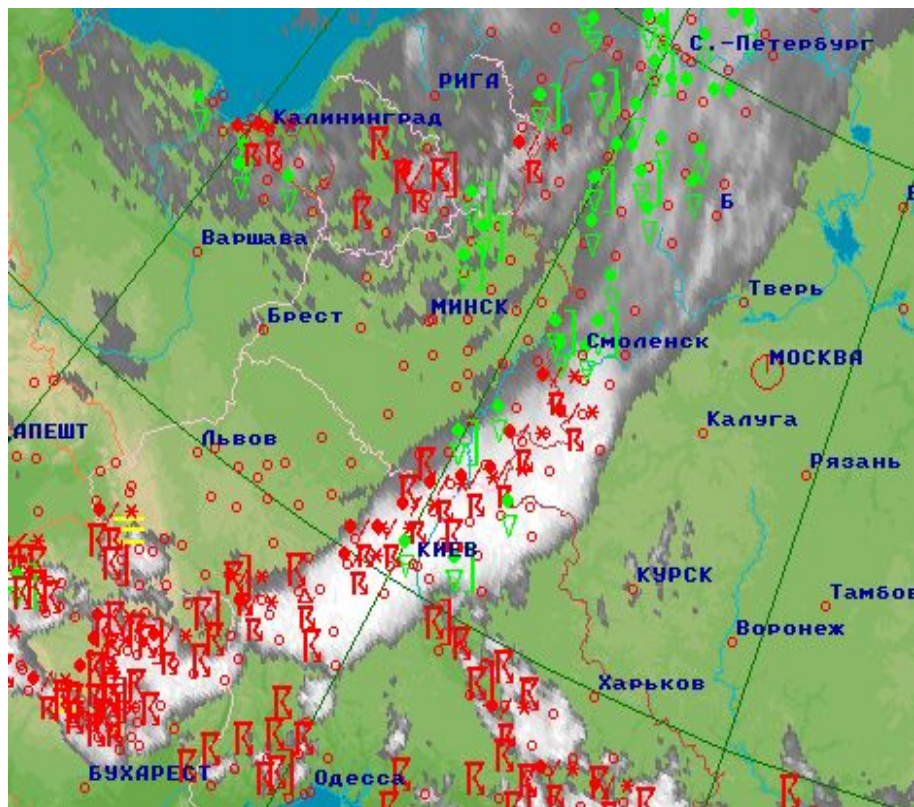 С.-Петербург
РИГА
Калининград
Б
Варшава
Тверь
МИНСК
Брест
Смоленск
МОСКВА
Калуга
АПЕШТ
Львов
Рязань
КИЕВ
КУРСК
Тамбов
Воронеж
Харьков
БУХАРЕСТ
Одесса